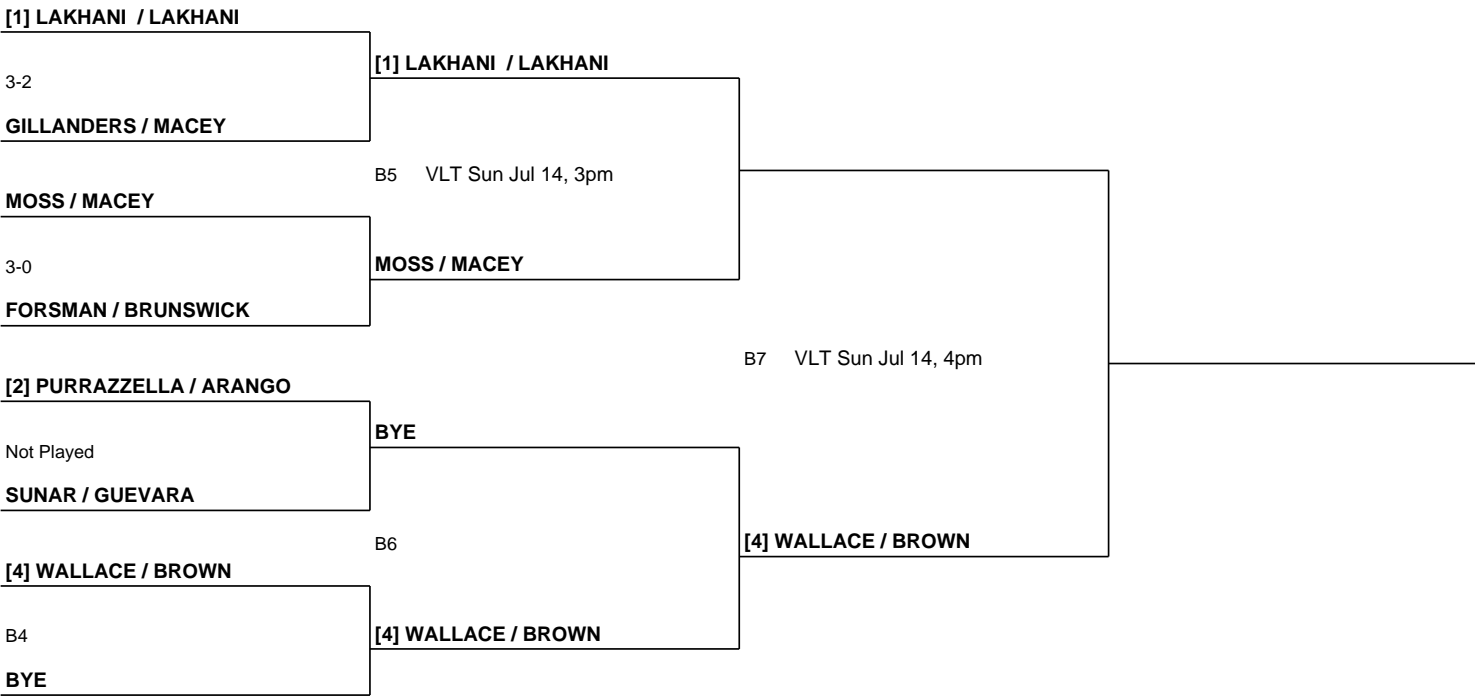 [1] LAKHANI  / LAKHANI
3-2
[1] LAKHANI  / LAKHANI
GILLANDERS / MACEY
B5 VLT Sun Jul 14, 3pm
MOSS / MACEY
3-0
MOSS / MACEY
FORSMAN / BRUNSWICK
B7 VLT Sun Jul 14, 4pm
[2] PURRAZZELLA / ARANGO
BYE
Not Played
SUNAR / GUEVARA
B6
[4] WALLACE / BROWN
[4] WALLACE / BROWN
B4
[4] WALLACE / BROWN
BYE